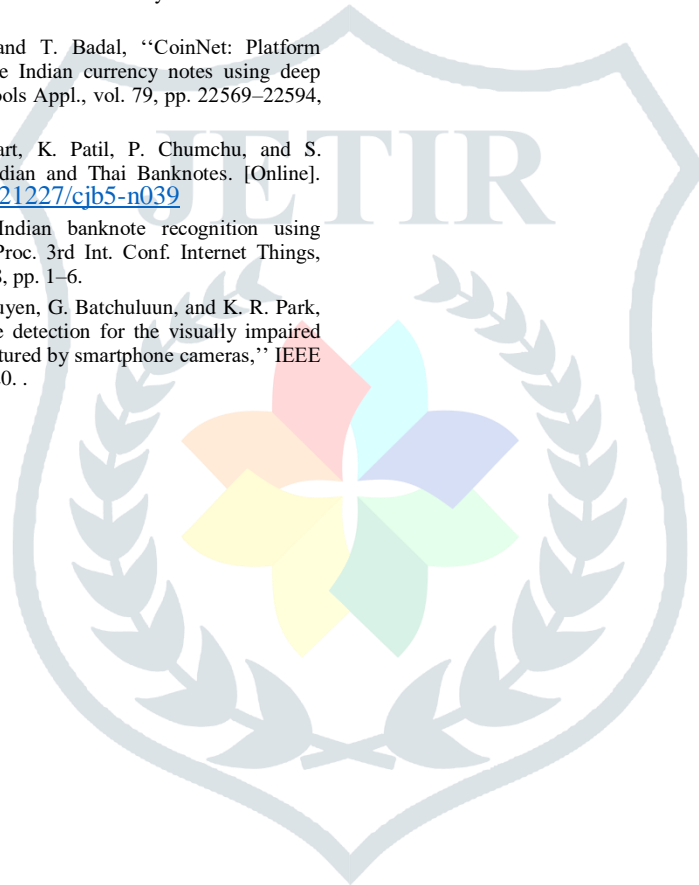 and T. Badal, ‘‘CoinNet: Platform
e Indian currency notes using deep
ols Appl., vol. 79, pp. 22569–22594,
art, K. Patil, P. Chumchu, and S.
dian and Thai Banknotes. [Online].
21227/cjb5-n039
Indian banknote recognition using
Proc. 3rd Int. Conf. Internet Things,
8, pp. 1–6.
uyen, G. Batchuluun, and K. R. Park,
e detection for the visually impaired
tured by smartphone cameras,’’ IEEE
0. .
JETIR